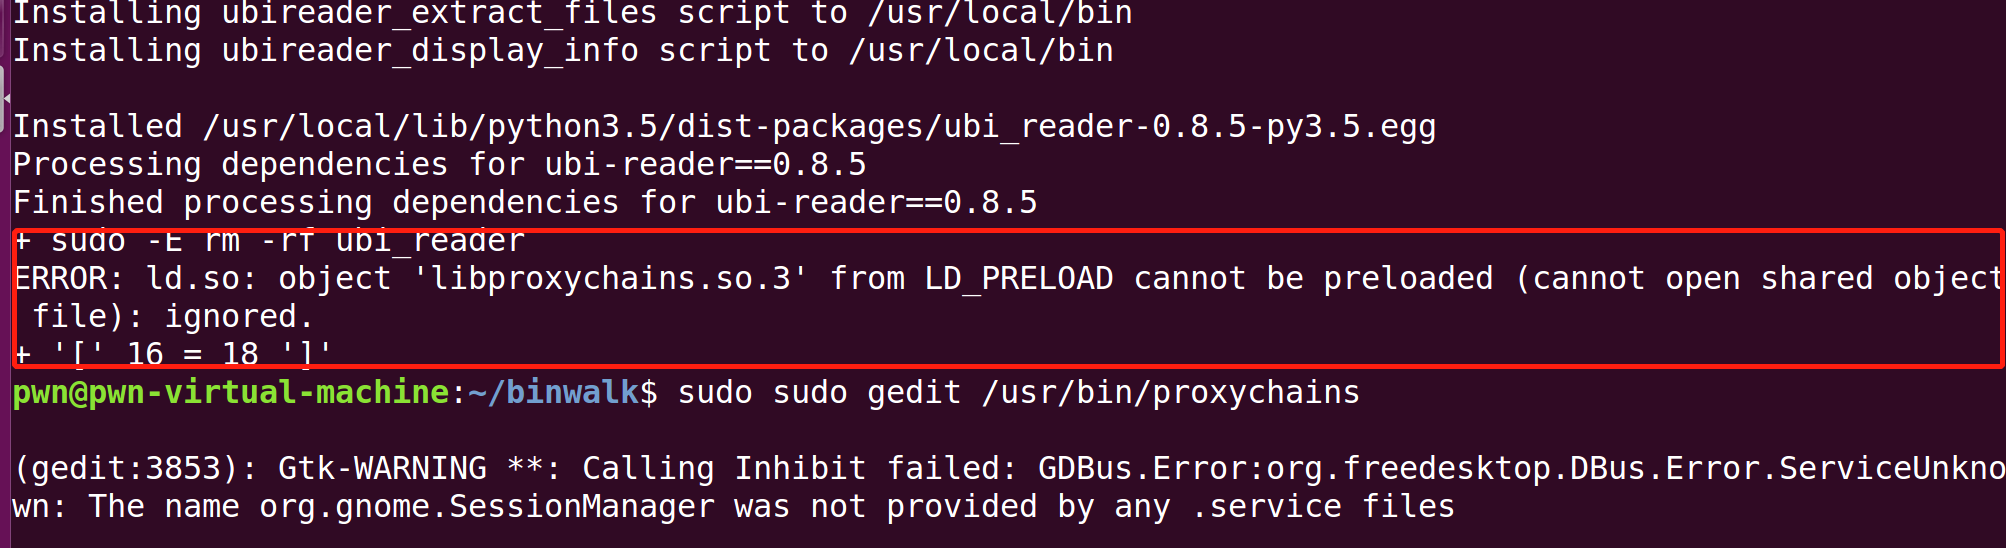 Installing ubireader_extract_files script to /usr/local/bin
Installing ubireader_display_info script to /usr/local/bin
Installed /usr/local/lib/python3.5/dist-packages/ubi_reader-0.8.5-py3.5.egg
Processing dependencies for ubi-reader==0.8.5
Finished processing dependencies for ubi-reader==0.8.5
+ sudo -E rm -rf ubi_reader
ERROR: ld.so: object 'libproxychains.so.3' from LD_PRELOAD cannot be preloaded (cannot open shared object
 file): ignored.
+ '[' 16 = 18 ']'
pwn@pwn-virtual-machine:~/binwalk$ sudo sudo gedit /usr/bin/proxychains
(gedit:3853): Gtk-WARNING **: Calling Inhibit failed: GDBus.Error:org.freedesktop.DBus.Error.ServiceUnkno
wn: The name org.gnome.SessionManager was not provided by any .service files